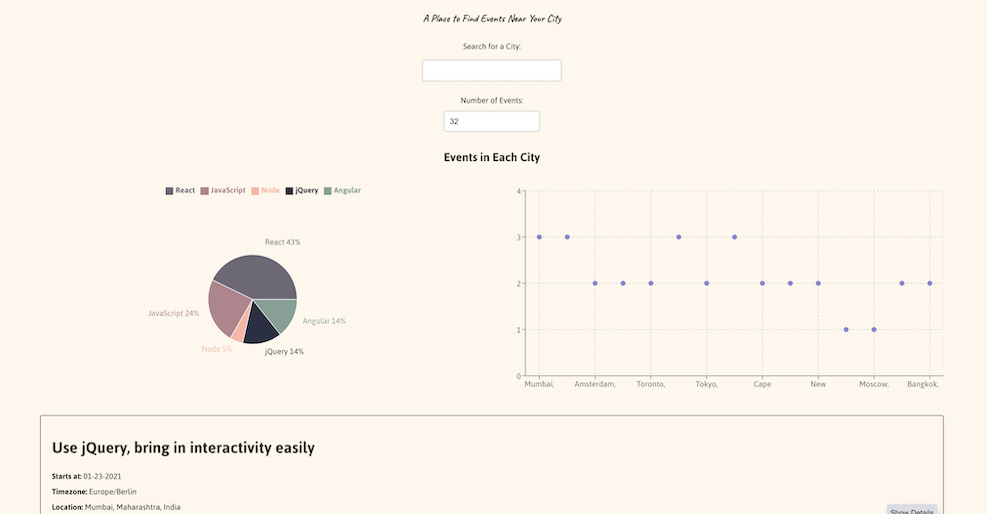 A Place to Find Events Near Your City
Search for a City:
Number of Events:
32
Events in Each City
React JavaScript Node jQuery Angular
React 43%
JavaScript 24%
Angular 14%
Node 5%
jQuery 14%
4
3
2
1
0
Mumbai, Amsterdam, Toronto, Tokyo, Cape New Moscow, Bangkok,
Use jQuery, bring in interactivity easily
Starts at: 01-23-2021
Timezone: Europe/Berlin
Location: Mumbai, Maharashtra, India
Show Details